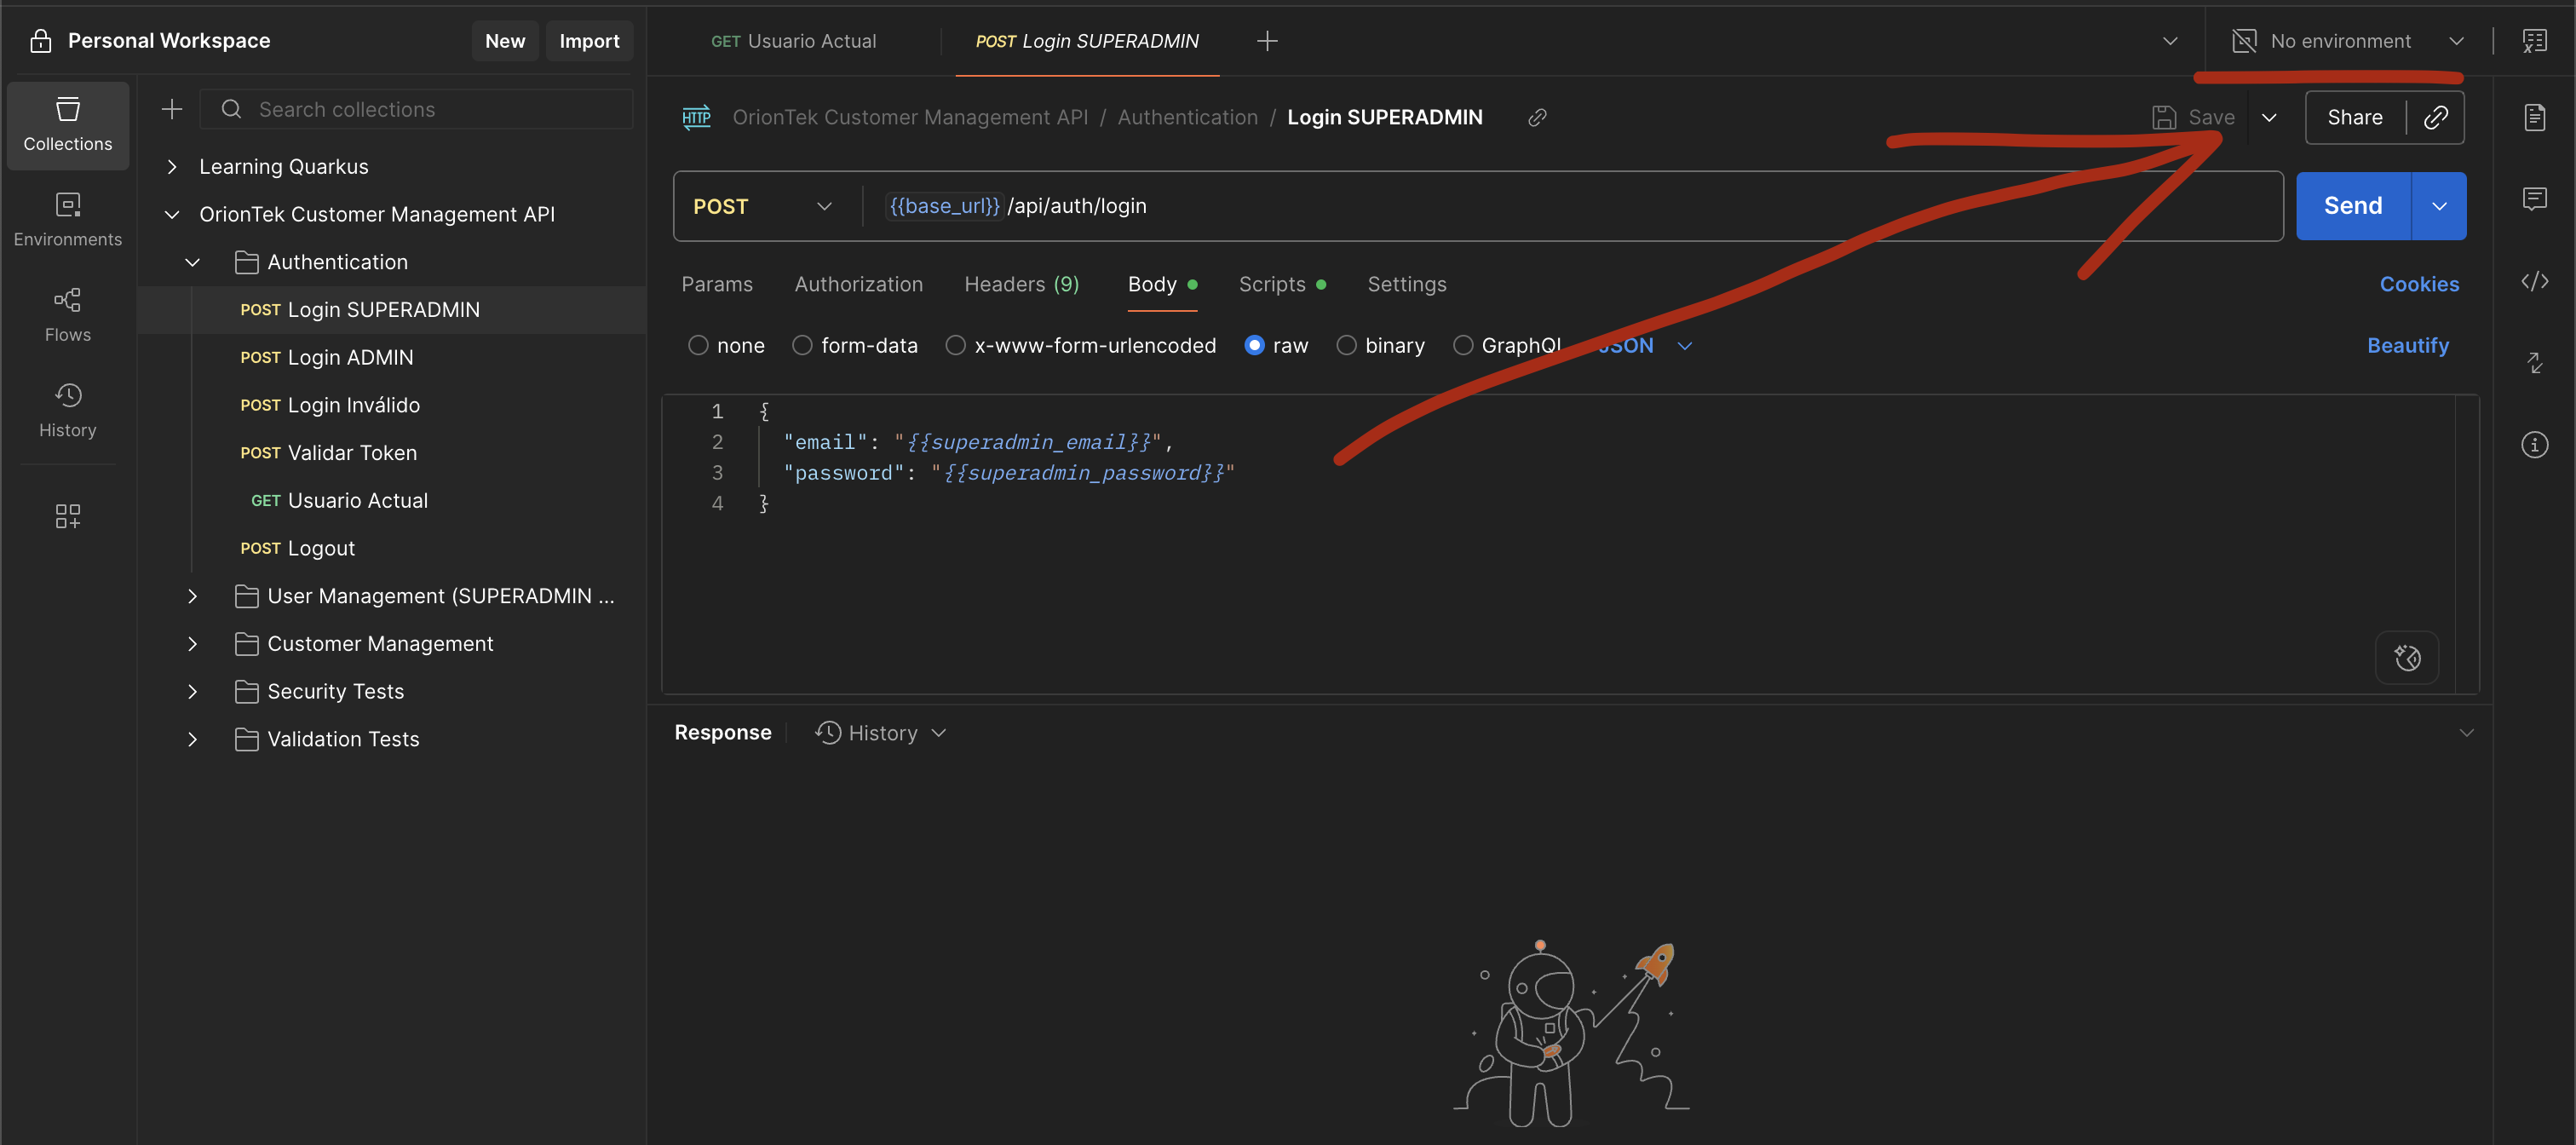 Personal Workspace
New
Import
GET Usuario Actual
POST Login SUPERADMIN
No environment
Collections
Environments
Flows
History
Search collections
Learning Quarkus
OrionTek Customer Management API
Authentication
POST Login SUPERADMIN
POST Login ADMIN
POST Login Inválido
POST Validar Token
GET Usuario Actual
POST Logout
User Management (SUPERADMIN ...
Customer Management
Security Tests
Validation Tests
HTTP OrionTek Customer Management API / Authentication / Login SUPERADMIN
Save
Share
POST {{base_url}}/api/auth/login
Send
Params Authorization Headers (9) Body Scripts Settings
Cookies
none form-data x-www-form-urlencoded raw binary GraphQL JSON
Beautify
1 {
2 "email": "{{superadmin_email}}",
3 "password": "{{superadmin_password}}"
4 }
Response
History